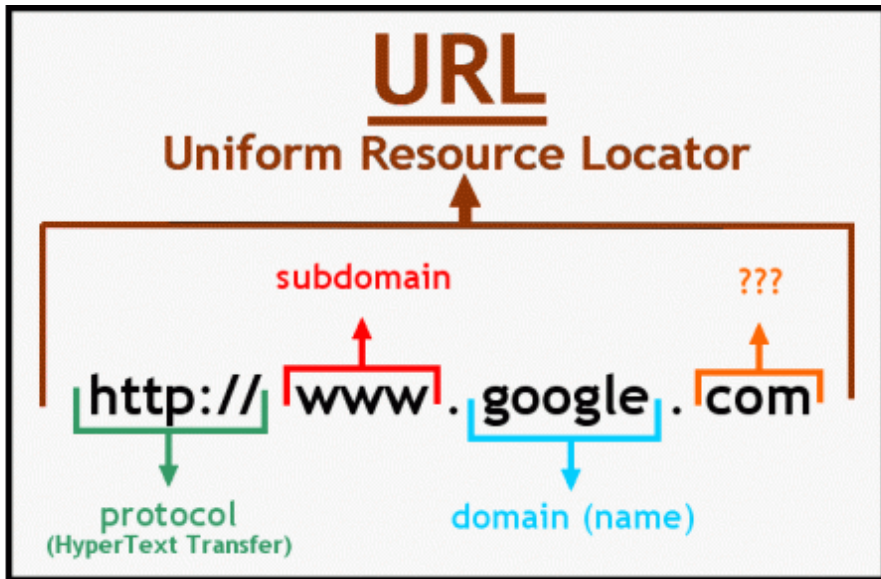 URL
Uniform Resource Locator
subdomain
???
http:// www . google . com
protocol
(HyperText Transfer)
domain (name)